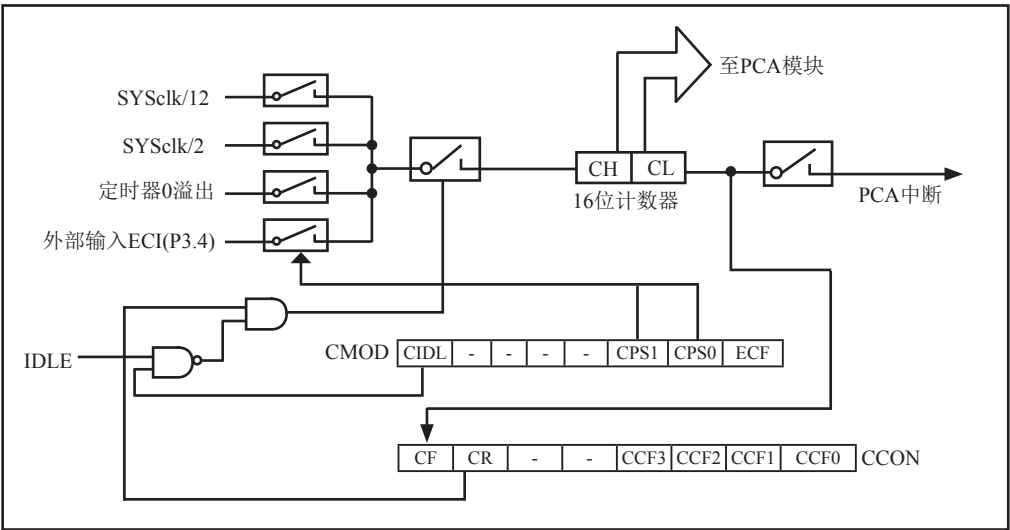 至PCA模块
SYSclk/12
SYSclk/2
定时器0溢出
外部输入ECI(P3.4)
CH CL
16位计数器
PCA中断
IDLE
CMOD CIDL - - - - CPS1 CPS0 ECF
CF CR - - CCF3 CCF2 CCF1 CCF0 CCON